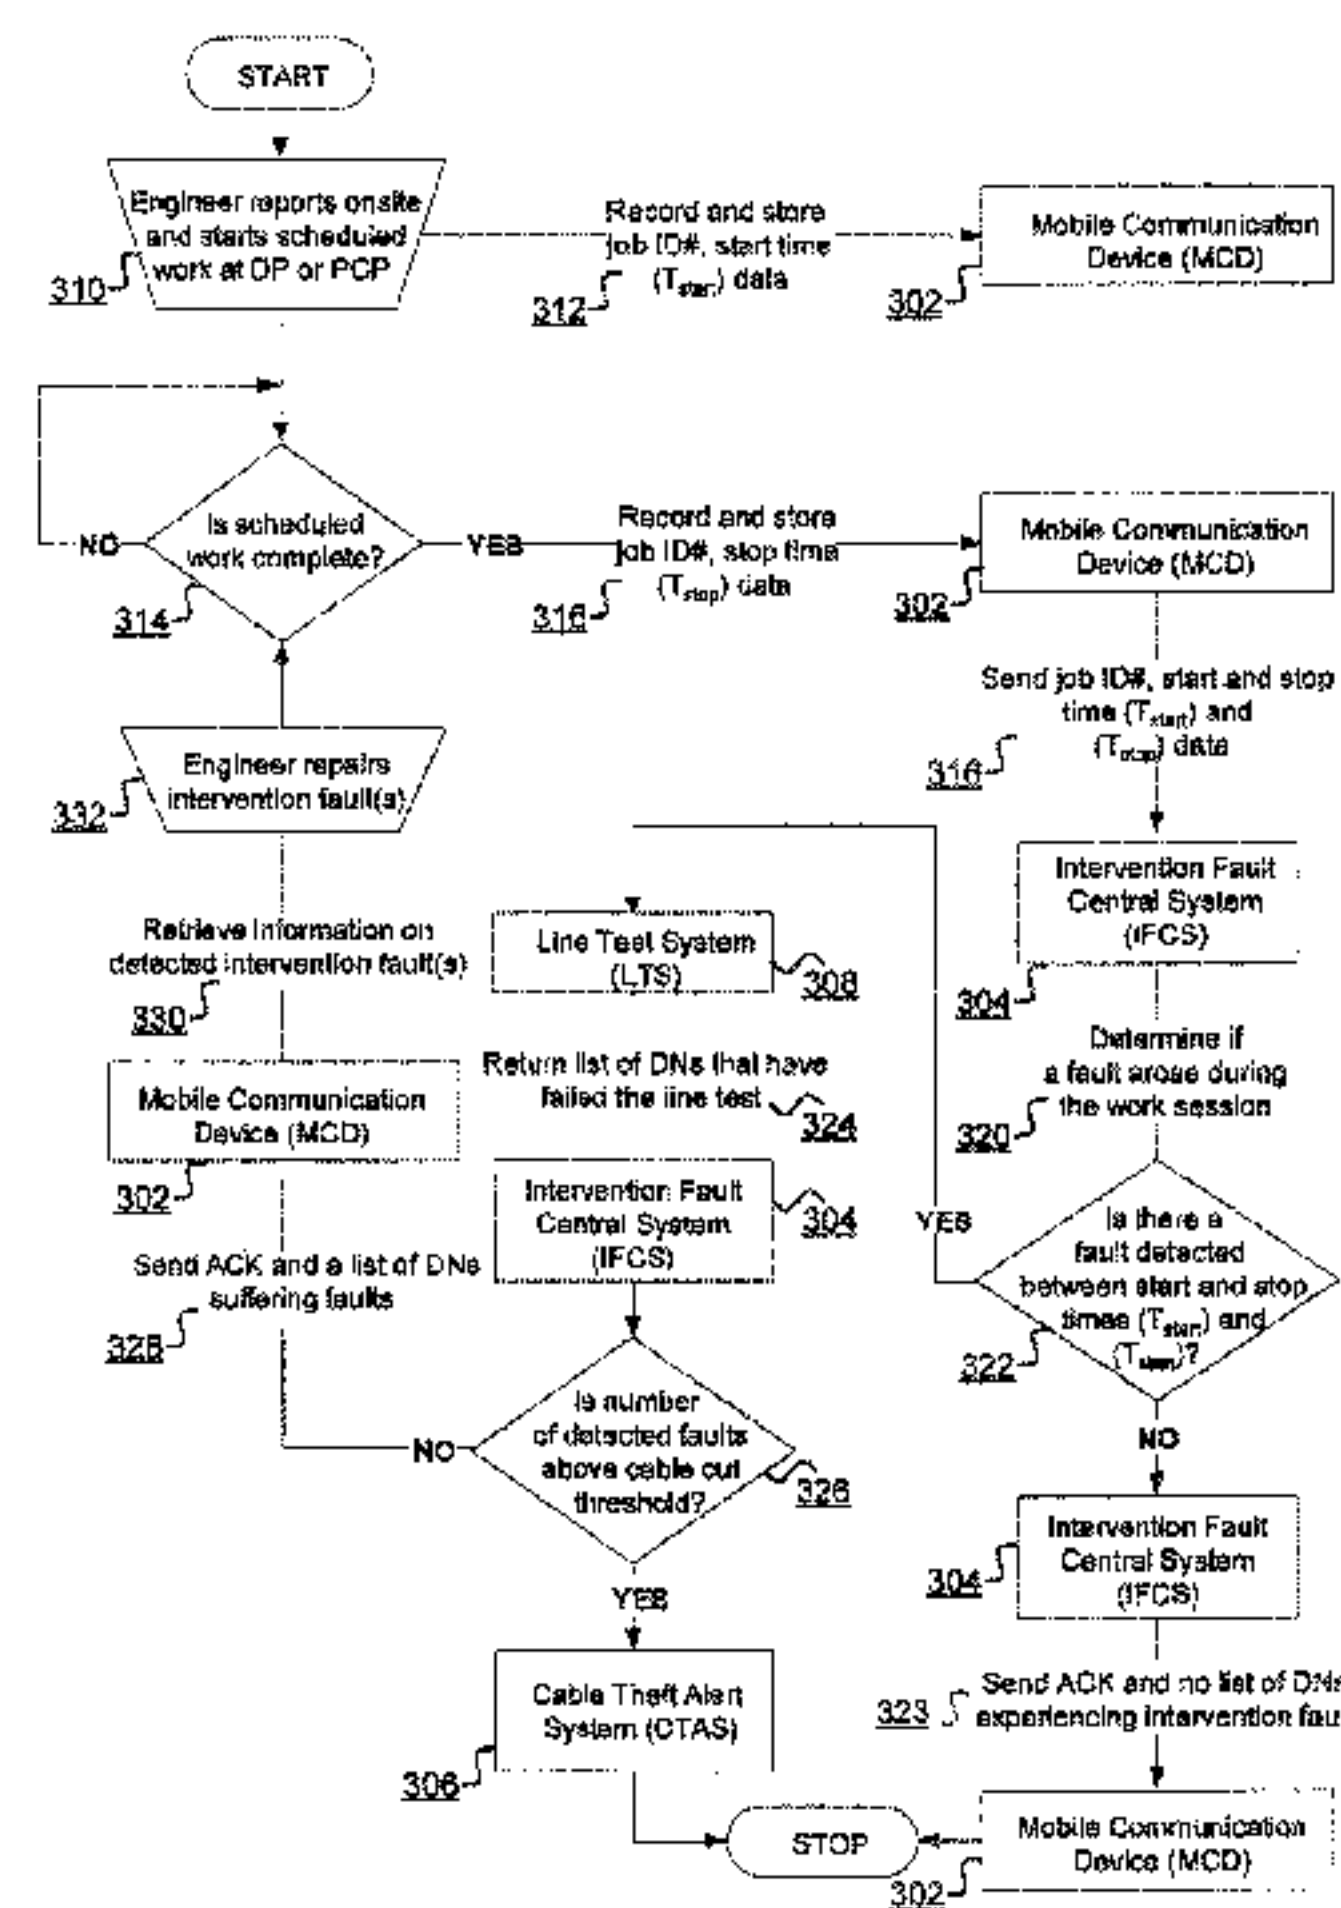 START
Engineer reports onsite
and starts scheduled
work at DP or PCP
310
Record and store
job ID#, start time
(Tstart) data
312
Mobile Communication
Device (MCD)
302
Is scheduled
work complete?
NO
YES
314
Record and store
job ID#, stop time
(Tstop) data
316
Mobile Communication
Device (MCD)
302
Send job ID#, start and stop
time (Tstart) and
(Tstop) data
316
Engineer repairs
intervention fault(s)
332
Intervention Fault
Central System
(IFCS)
304
Retrieve information on
detected intervention fault(s)
330
Line Test System
(LTS)
308
Determine if
a fault arose during
the work session
320
Mobile Communication
Device (MCD)
302
Return list of DNs that have
failed the line test
324
Intervention Fault
Central System
(IFCS)
304
YES
Is there a
fault detected
between start and stop
times (Tstart) and
(Tstop)?
322
Send ACK and a list of DNs
suffering faults
328
NO
Is number
of detected faults
above cable cut
threshold?
326
NO
YES
Intervention Fault
Central System
(IFCS)
304
Cable Theft Alert
System (CTAS)
306
Send ACK and no list of DNs
experiencing intervention fau
323
STOP
Mobile Communication
Device (MCD)
302